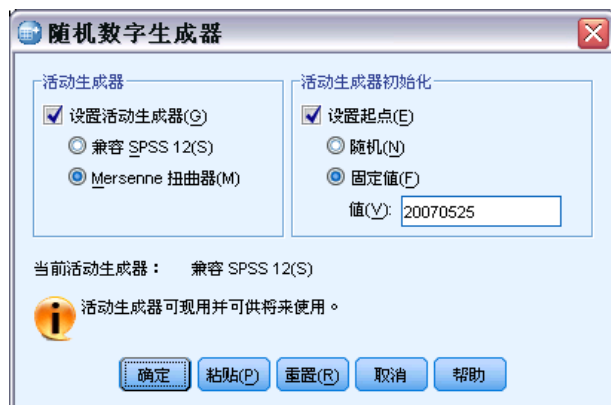 随机数字生成器
活动生成器
设置活动生成器(G)
兼容 SPSS 12(S)
Mersenne 扭曲器(M)
活动生成器初始化
设置起点(E)
随机(N)
固定值(F)
值(V): 20070525
当前活动生成器： 兼容 SPSS 12(S)
活动生成器可现用并可供将来使用。
确定 粘贴(P) 重置(R) 取消 帮助